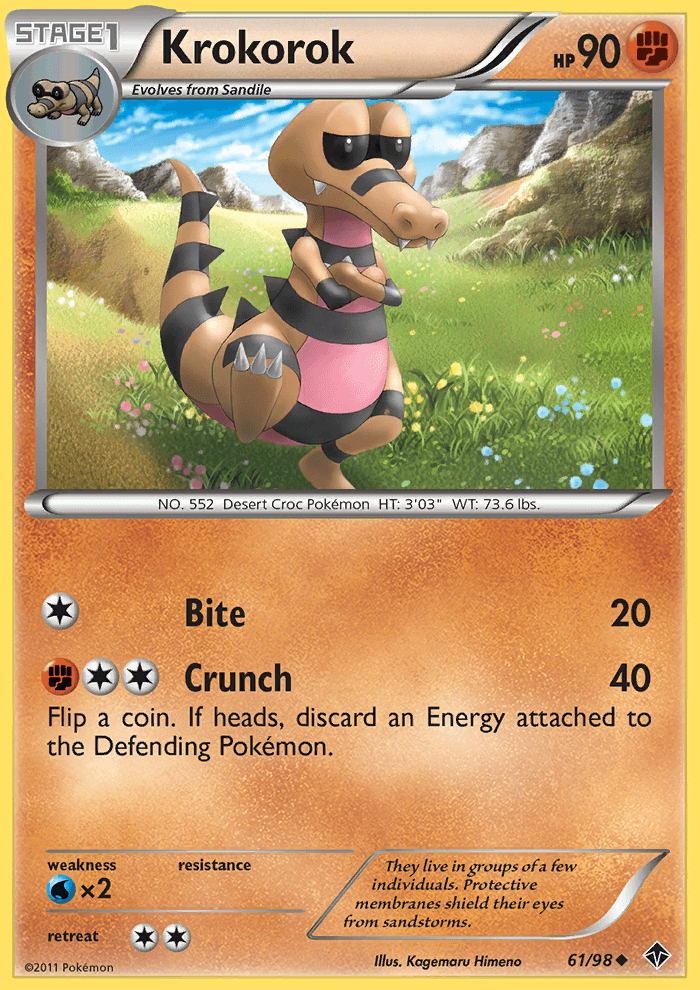 STAGE1
Krokorok
HP 90
Evolves from Sandile
NO. 552 Desert Croc Pokémon HT: 3'03" WT: 73.6 lbs.
Bite 20
Crunch 40
Flip a coin. If heads, discard an Energy attached to
the Defending Pokémon.
weakness resistance
×2
retreat
They live in groups of a few
individuals. Protective
membranes shield their eyes
from sandstorms.
©2011 Pokémon
Illus. Kagemaru Himeno
61/98